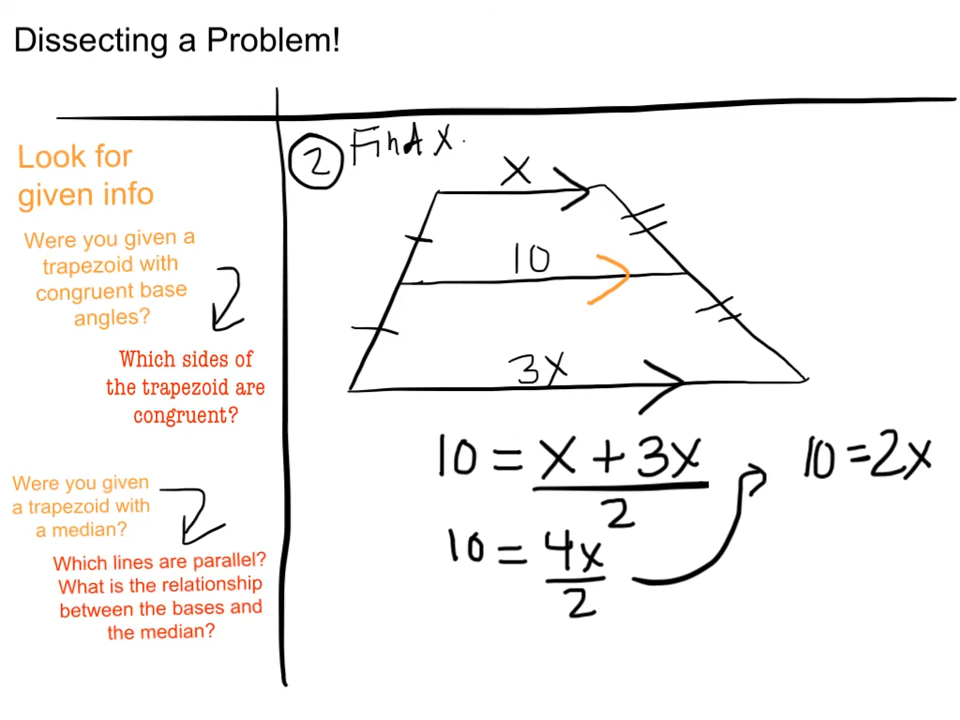 Dissecting a Problem!
Look for
given info
Were you given a
trapezoid with
congruent base
angles?
Which sides of
the trapezoid are
congruent?
Were you given
a trapezoid with
a median?
Which lines are parallel?
What is the relationship
between the bases and
the median?
2 Find x.
x
10
3x
10 = x + 3x
2
10 = 4x
2
10 = 2x